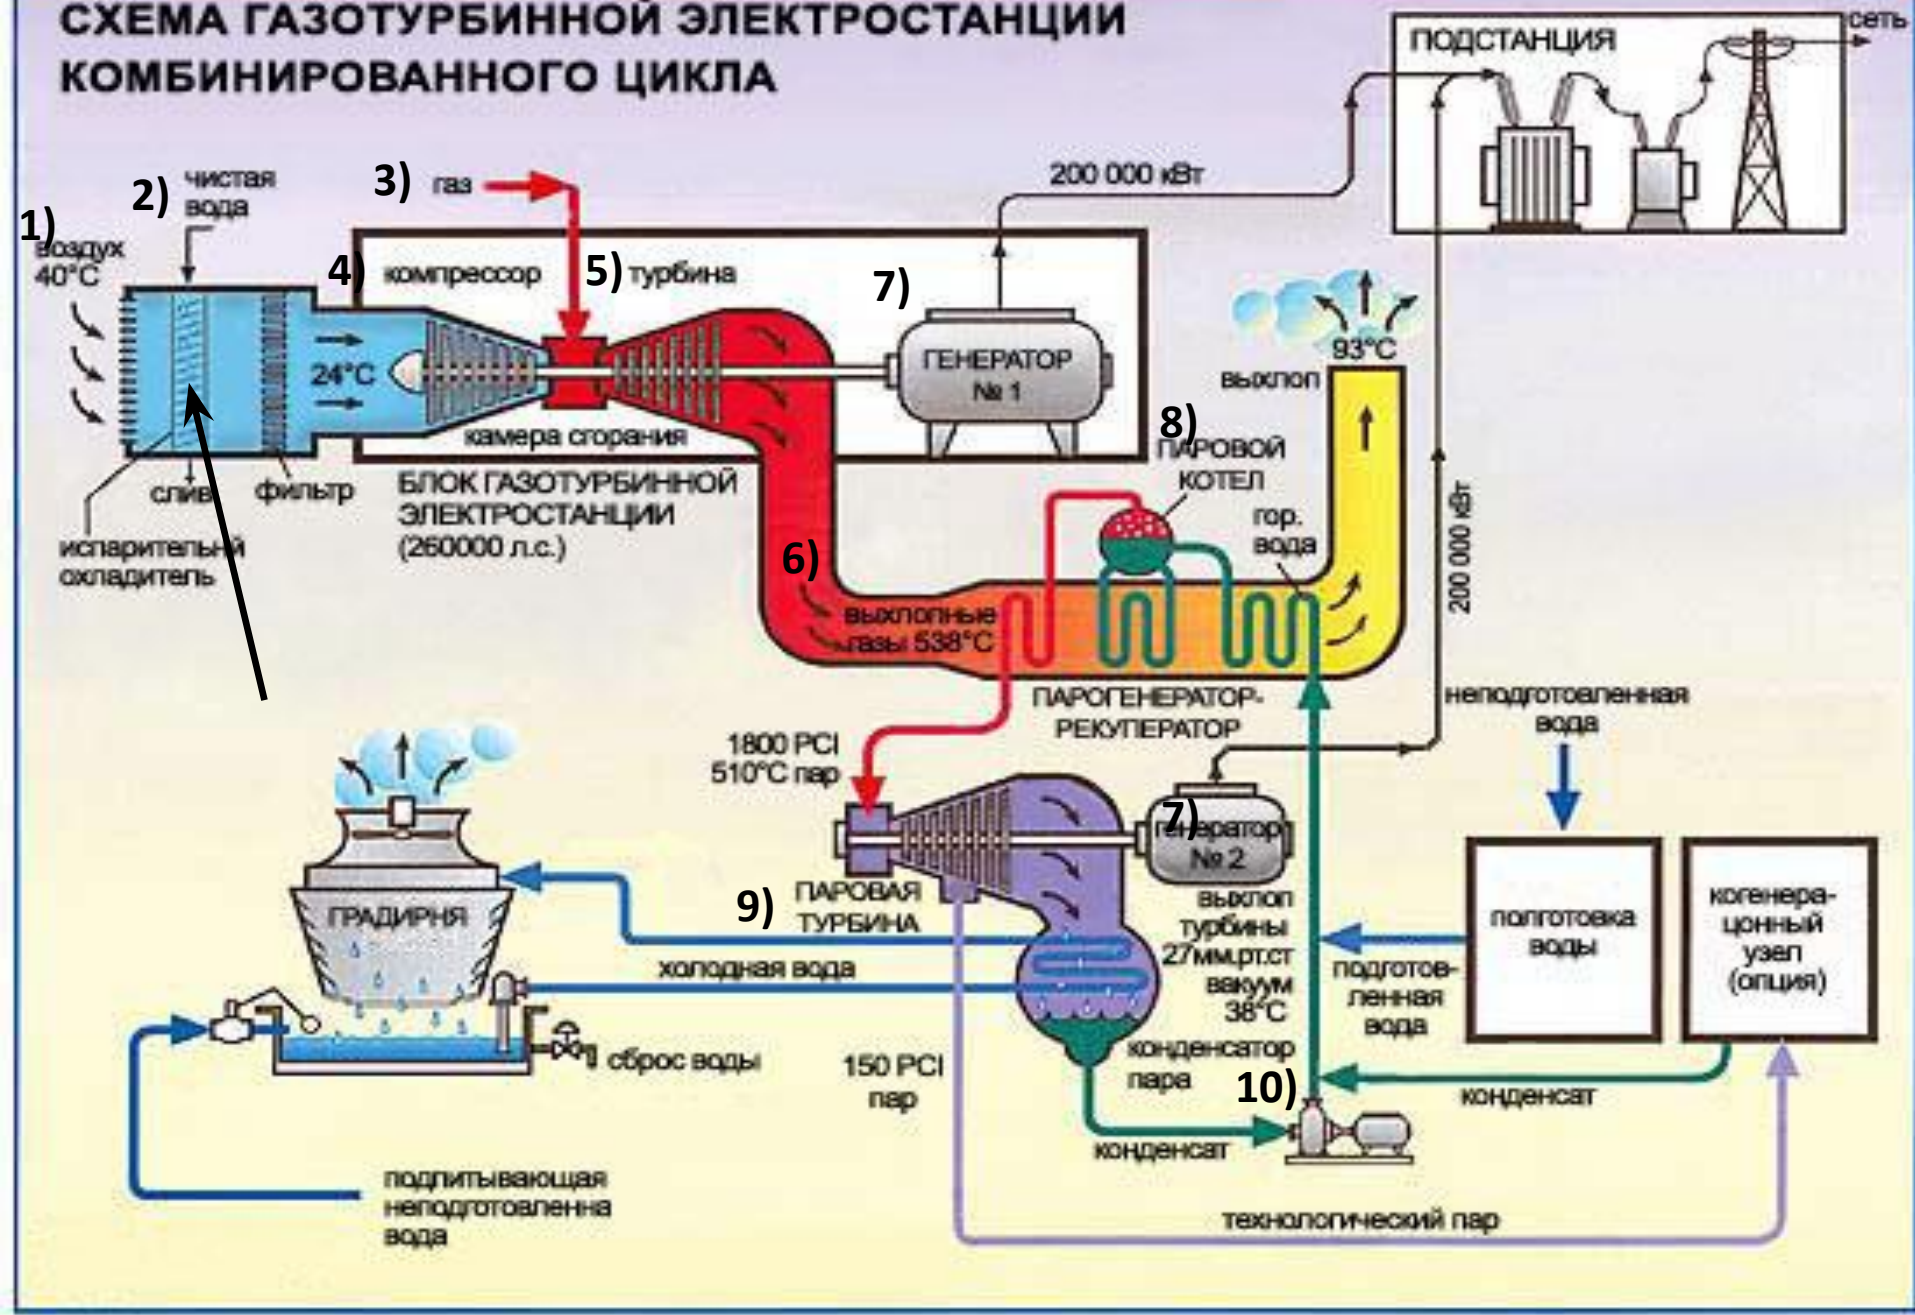 СХЕМА ГАЗОТУРБИННОЙ ЭЛЕКТРОСТАНЦИИ
КОМБИНИРОВАННОГО ЦИКЛА
ПОДСТАНЦИЯ
сеть
200 000 кВт
1)
воздух
40°C
2)
чистая
вода
3)
газ
4)
компрессор
5)
турбина
7)
24°C
ГЕНЕРАТОР
№ 1
камера сгорания
слив
фильтр
испарительнй
охладитель
БЛОК ГАЗОТУРБИННОЙ
ЭЛЕКТРОСТАНЦИИ
(260000 л.с.)
93°C
выхлоп
8)
ПАРОВОЙ
КОТЕЛ
гор.
вода
200 000 кВт
6)
выхлопные
газы 538°C
ПАРОГЕНЕРАТОР-
РЕКУПЕРАТОР
неподготовленная
вода
1800 PCI
510°C пар
7)
генератор
№ 2
ГРАДИРНЯ
9)
ПАРОВАЯ
ТУРБИНА
выхлоп
турбины
27мм.рт.ст
вакуум
38°C
полготовка
воды
когенера-
цонный
узел
(опция)
холодная вода
подготов-
ленная
вода
сброс воды
150 PCI
пар
конденсатор
пара
10)
конденсат
конденсат
подпитывающая
неподготовленна
вода
технологический пар